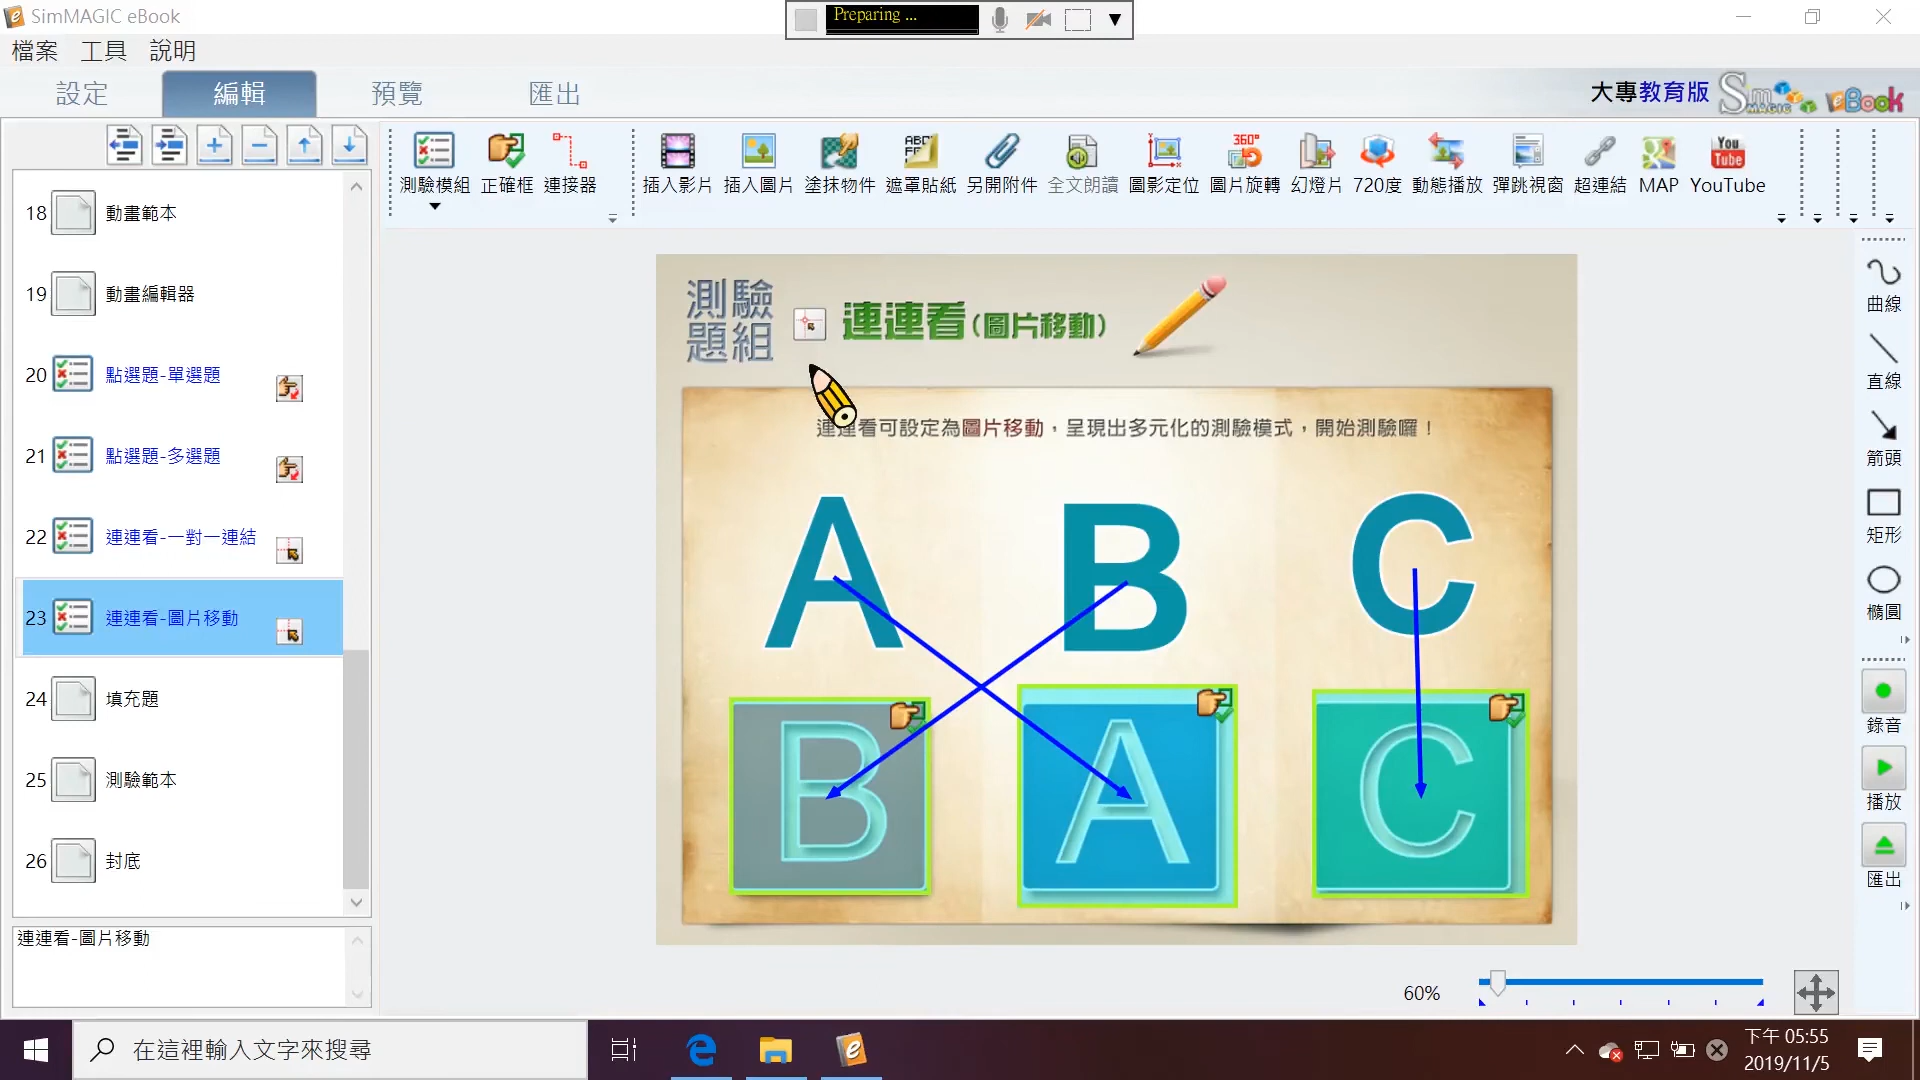 SimMAGIC eBook
Preparing ...
檔案 工具 說明
設定 編輯 預覽 匯出
大專教育版 SimMAGIC eBook
測驗模組 正確框 連接器 插入影片 插入圖片 塗抹物件 遮罩貼紙 另開附件 全文朗讀 圖影定位 圖片旋轉 幻燈片 720度 動態播放 彈跳視窗 超連結 MAP YouTube
18 動畫範本
19 動畫編輯器
20 點選題-單選題
21 點選題-多選題
22 連連看-一對一連結
23 連連看-圖片移動
24 填充題
25 測驗範本
26 封底
連連看-圖片移動
測驗
題組
連連看(圖片移動)
連連看可設定為圖片移動，呈現出多元化的測驗模式，開始測驗囉！
A B C
B A C
曲線
直線
箭頭
矩形
橢圓
錄音
播放
匯出
60%
在這裡輸入文字來搜尋
下午 05:55
2019/11/5